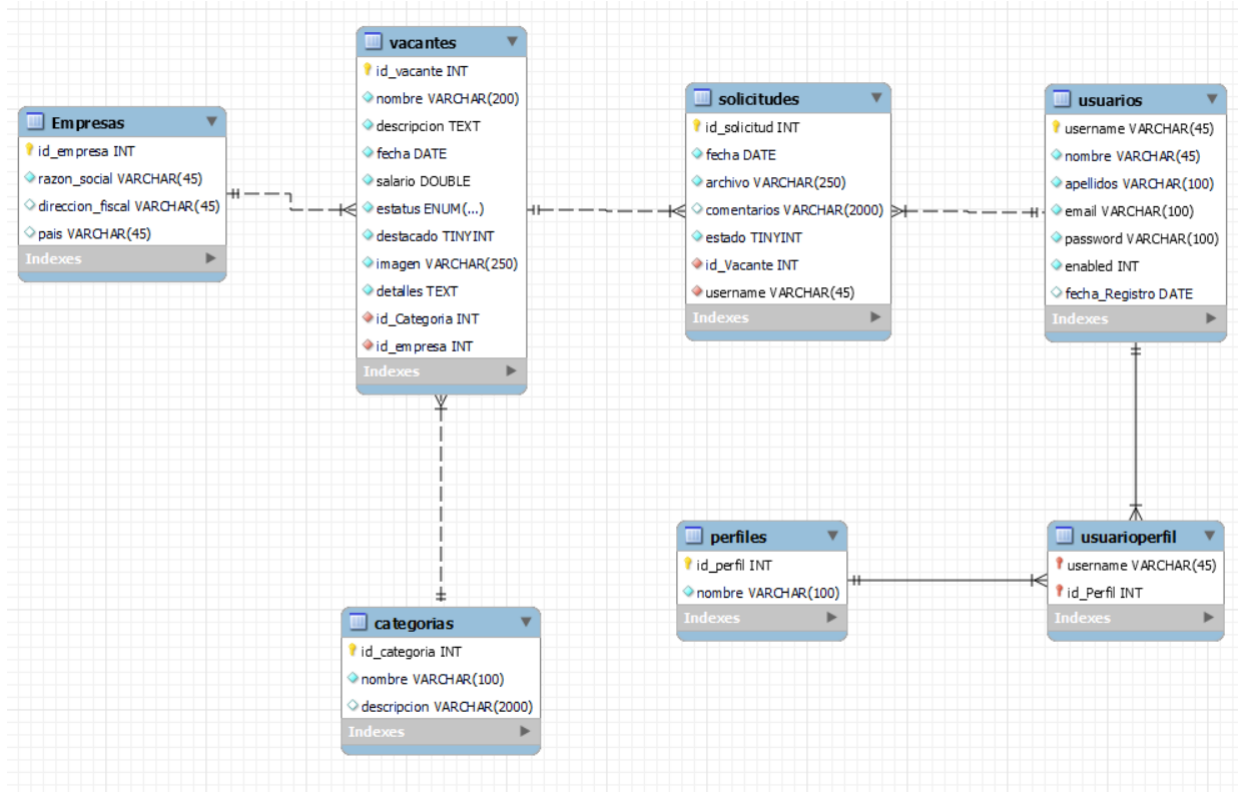 Empresas
id_empresa INT
razon_social VARCHAR(45)
direccion_fiscal VARCHAR(45)
pais VARCHAR(45)
Indexes
vacantes
id_vacante INT
nombre VARCHAR(200)
descripcion TEXT
fecha DATE
salario DOUBLE
estatus ENUM(...)
destacado TINYINT
imagen VARCHAR(250)
detalles TEXT
id_Categoria INT
id_empresa INT
Indexes
solicitudes
id_solicitud INT
fecha DATE
archivo VARCHAR(250)
comentarios VARCHAR(2000)
estado TINYINT
id_Vacante INT
username VARCHAR(45)
Indexes
usuarios
username VARCHAR(45)
nombre VARCHAR(45)
apellidos VARCHAR(100)
email VARCHAR(100)
password VARCHAR(100)
enabled INT
fecha_Registro DATE
Indexes
perfiles
id_perfil INT
nombre VARCHAR(100)
Indexes
usuarioperfil
username VARCHAR(45)
id_Perfil INT
Indexes
categorias
id_categoria INT
nombre VARCHAR(100)
descripcion VARCHAR(2000)
Indexes